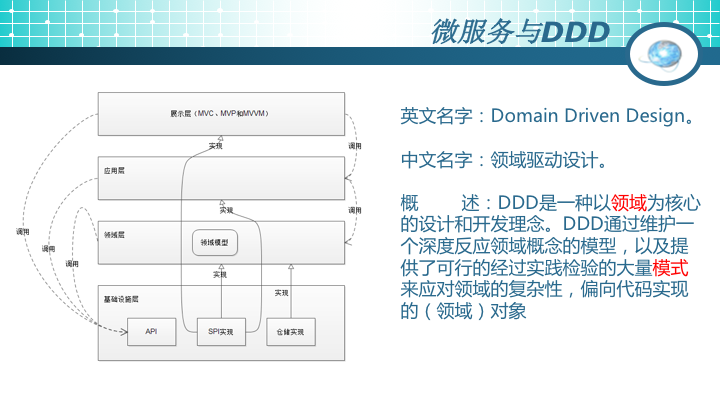 微服务与DDD
展示层（MVC、MVP和MVVM）
实现
调用
应用层
实现
调用
调用
领域层
领域模型
调用
调用
实现
实现
基础设施层
API
SPI实现
仓储实现
英文名字：Domain Driven Design。
中文名字：领域驱动设计。
概 述：DDD是一种以领域为核心
的设计和开发理念。DDD通过维护一
个深度反应领域概念的模型，以及提
供了可行的经过实践检验的大量模式
来应对领域的复杂性，偏向代码实现
的（领域）对象